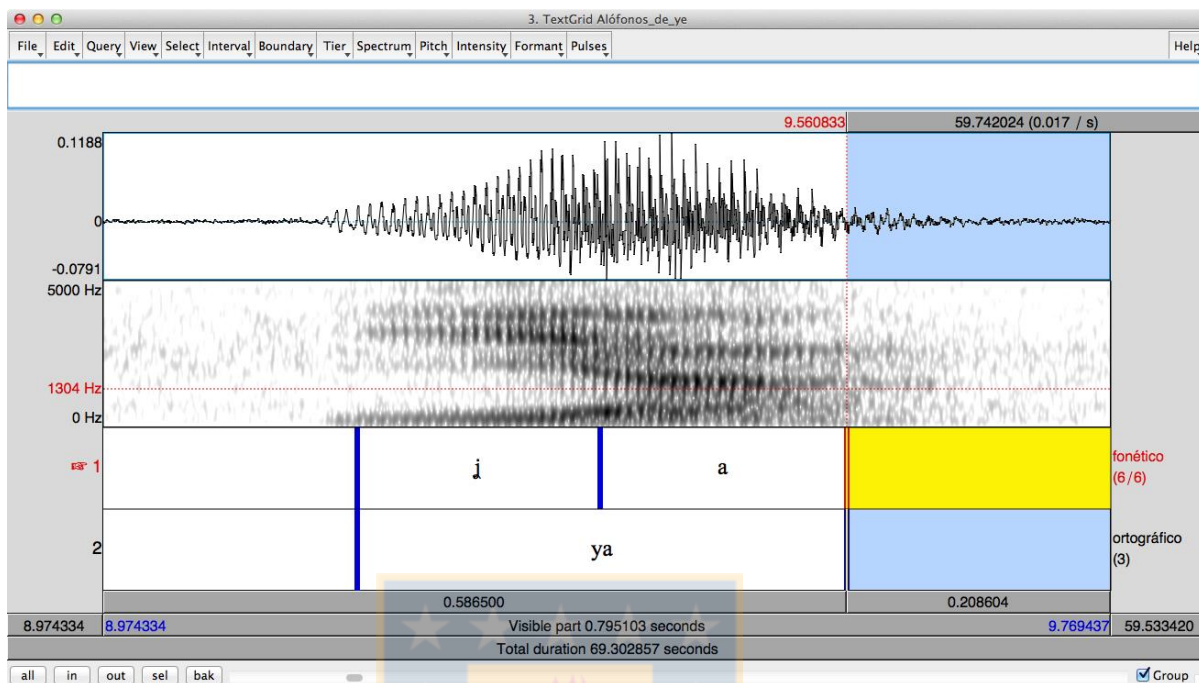 3. TextGrid Alófonos_de_ye
File Edit Query View Select Interval Boundary Tier Spectrum Pitch Intensity Formant Pulses Help
9.560833 59.742024 (0.017 / s)
0.1188
0
-0.0791
5000 Hz
1304 Hz
0 Hz
1 ʝ̞ a fonético
(6/6)
2 ya ortográfico
(3)
0.586500 0.208604
8.974334 8.974334 Visible part 0.795103 seconds 9.769437 59.533420
Total duration 69.302857 seconds
all in out sel bak Group